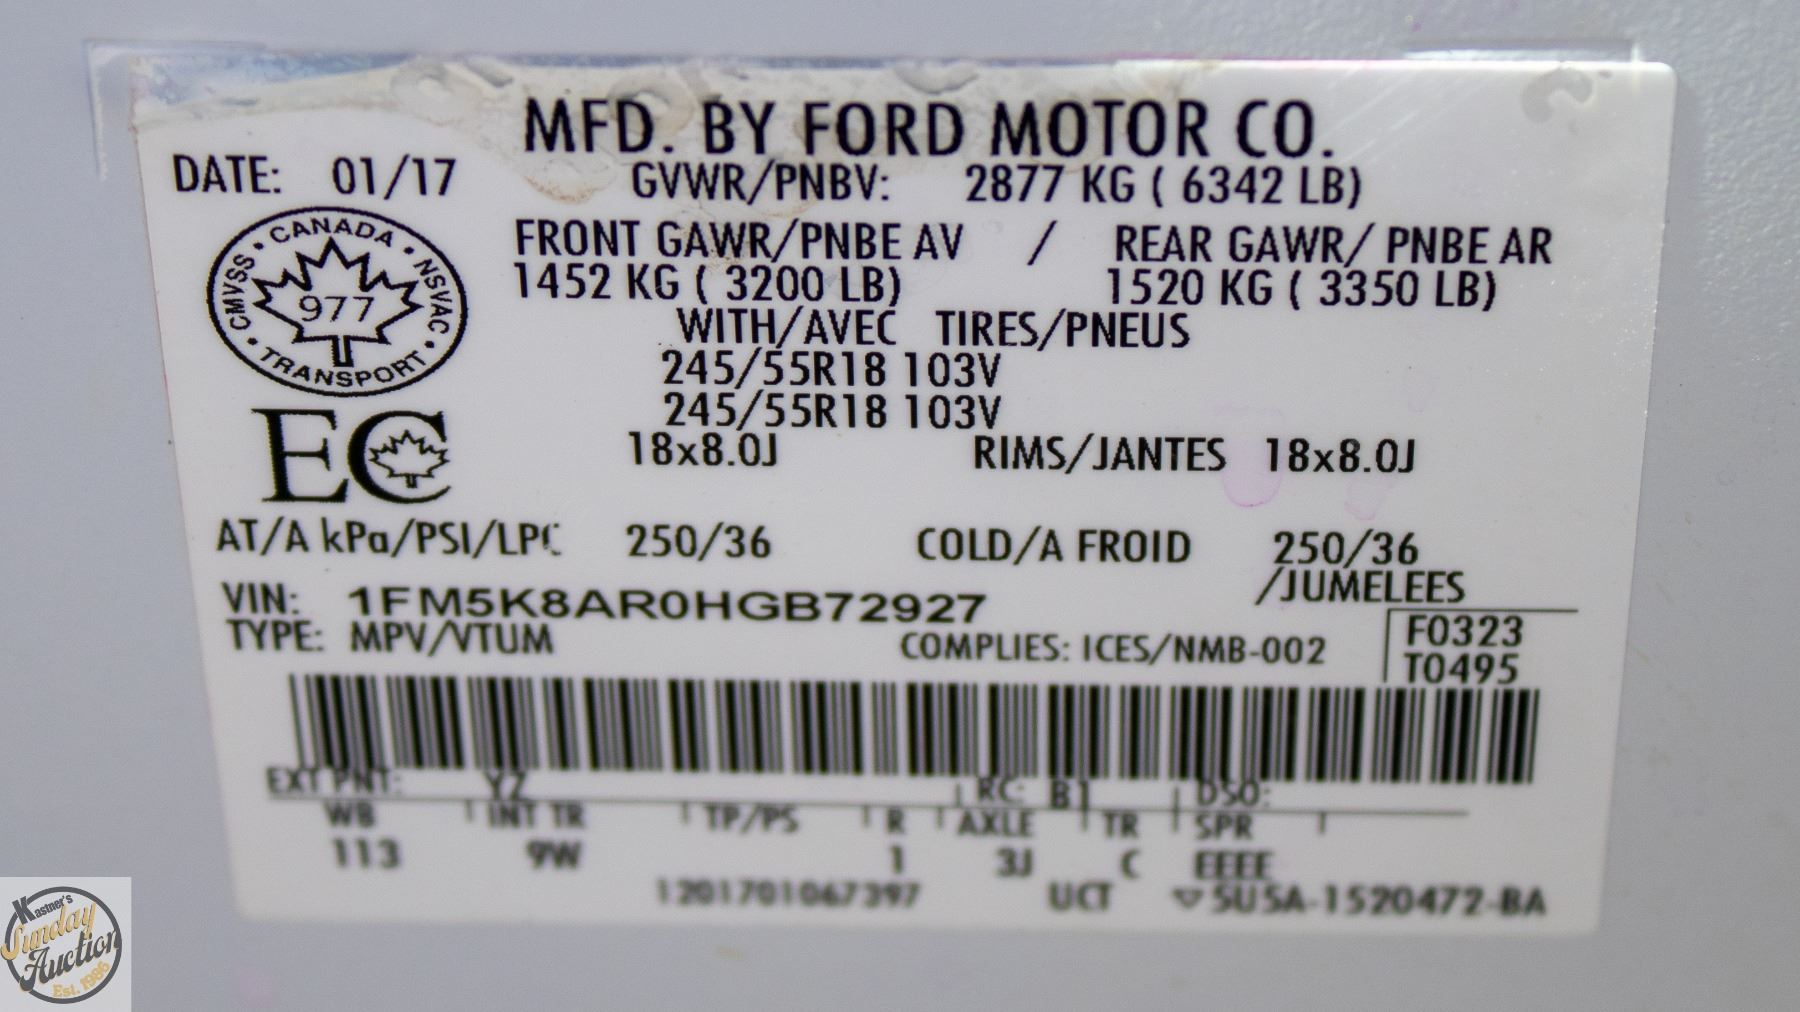 MFD. BY FORD MOTOR CO.
DATE: 01/17
GVWR/PNBV: 2877 KG ( 6342 LB)
FRONT GAWR/PNBE AV / REAR GAWR/ PNBE AR
1452 KG ( 3200 LB) 1520 KG ( 3350 LB)
CANADA
CMVSS • NSVAC
977
TRANSPORT
WITH/AVEC TIRES/PNEUS
245/55R18 103V
245/55R18 103V
EC
18x8.0J RIMS/JANTES 18x8.0J
AT/A kPa/PSI/LPC 250/36 COLD/A FROID 250/36
/JUMELEES
VIN: 1FM5K8AR0HGB72927
TYPE: MPV/VTUM COMPLIES: ICES/NMB-002
F0323
T0495
EXT PNT: YZ RC: B1 DSO:
WB INT TR TP/PS R AXLE TR SPR
113 9W 1 3J C EEEE
1201701067397 UCT 5U5A-1520472-BA
Kastner's
Sunday
Auction
Est. 1986